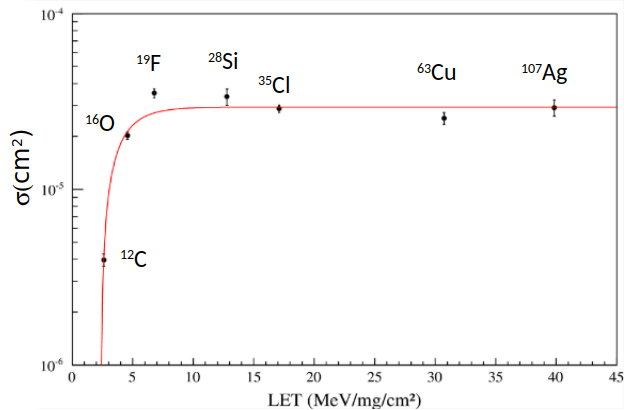 10⁻⁴
¹⁹F
²⁸Si
³⁵Cl
⁶³Cu
¹⁰⁷Ag
¹⁶O
σ(cm²)
10⁻⁵
¹²C
10⁻⁶
0 5 10 15 20 25 30 35 40 45
LET (MeV/mg/cm²)